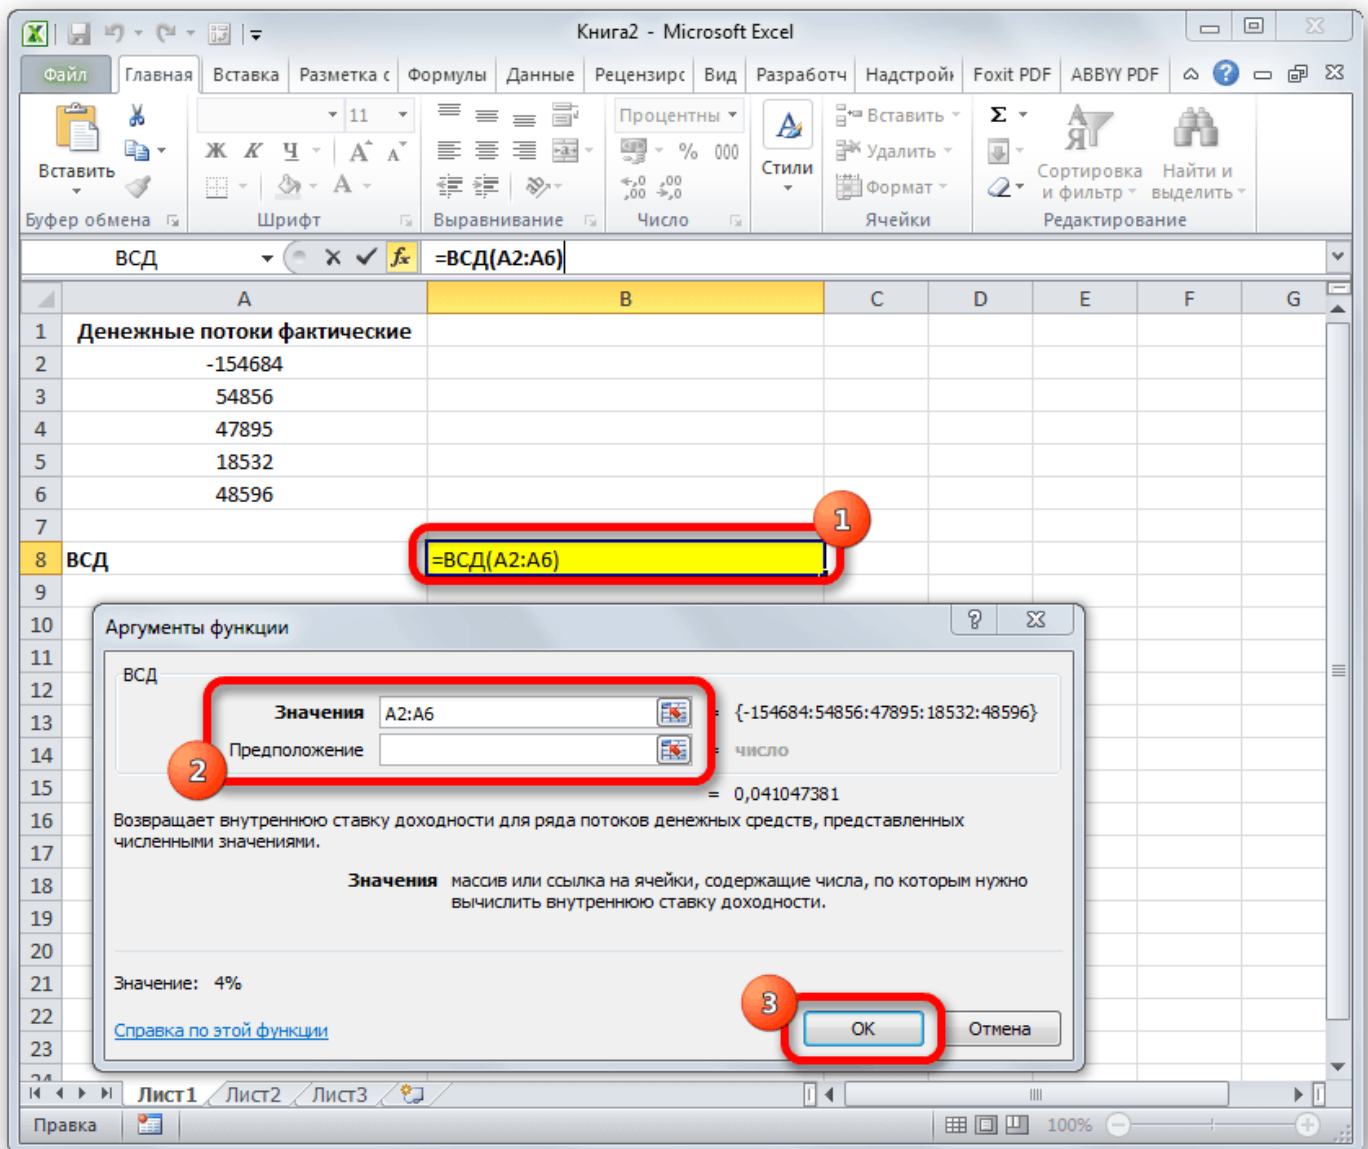 Книга2 - Microsoft Excel
Файл Главная Вставка Разметка с Формулы Данные Рецензирс Вид Разработч Надстройн Foxit PDF ABBYY PDF
11 Процентны Вставить Σ
Ж К Ч % 000 Удалить
Вставить Стили Сортировка и фильтр Найти и выделить
Формат
Буфер обмена Шрифт Выравнивание Число Ячейки Редактирование
ВСД fx =ВСД(A2:A6)
A B C D E F G
1 Денежные потоки фактические
2 -154684
3 54856
4 47895
5 18532
6 48596
7
1
8 ВСД =ВСД(A2:A6)
9
10
11
12
13
14
15
16
17
18
19
20
21
22
23
24
Аргументы функции
ВСД
Значения A2:A6 = {-154684:54856:47895:18532:48596}
2
Предположение = число
= 0,041047381
Возвращает внутреннюю ставку доходности для ряда потоков денежных средств, представленных
численными значениями.
Значения массив или ссылка на ячейки, содержащие числа, по которым нужно
вычислить внутреннюю ставку доходности.
Значение: 4%
3
Справка по этой функции
ОК Отмена
Лист1 Лист2 Лист3
Правка 100%